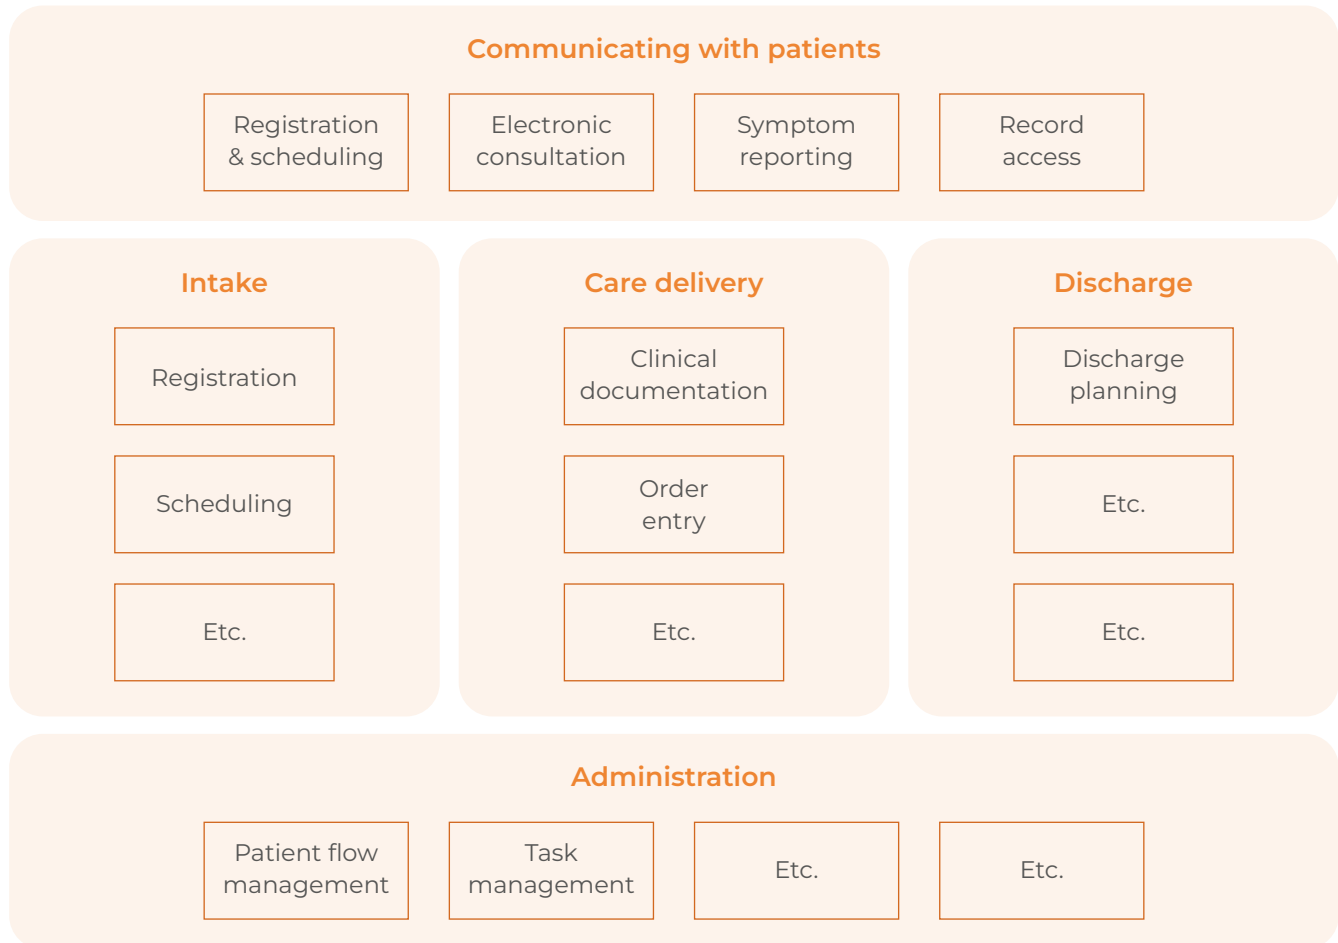 Communicating with patients
Registration
& scheduling
Electronic
consultation
Symptom
reporting
Record
access
Intake
Registration
Scheduling
Etc.
Care delivery
Clinical
documentation
Order
entry
Etc.
Discharge
Discharge
planning
Etc.
Etc.
Administration
Patient flow
management
Task
management
Etc.
Etc.